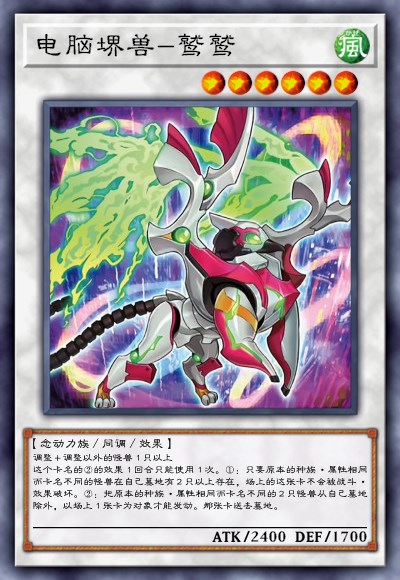 电脑堺兽-鹫鹫
風
【念动力族／同调／效果】
调整＋调整以外的怪兽1只以上
这个卡名的②的效果1回合只能使用1次。①：只要原本的种族·属性相同
而卡名不同的怪兽在自己墓地有2只以上存在，场上的这张卡不会被战斗·
效果破坏。②：把原本的种族·属性相同而卡名不同的2只怪兽从自己墓地
除外，以场上1张卡为对象才能发动。那张卡送去墓地。
ATK/2400 DEF/1700